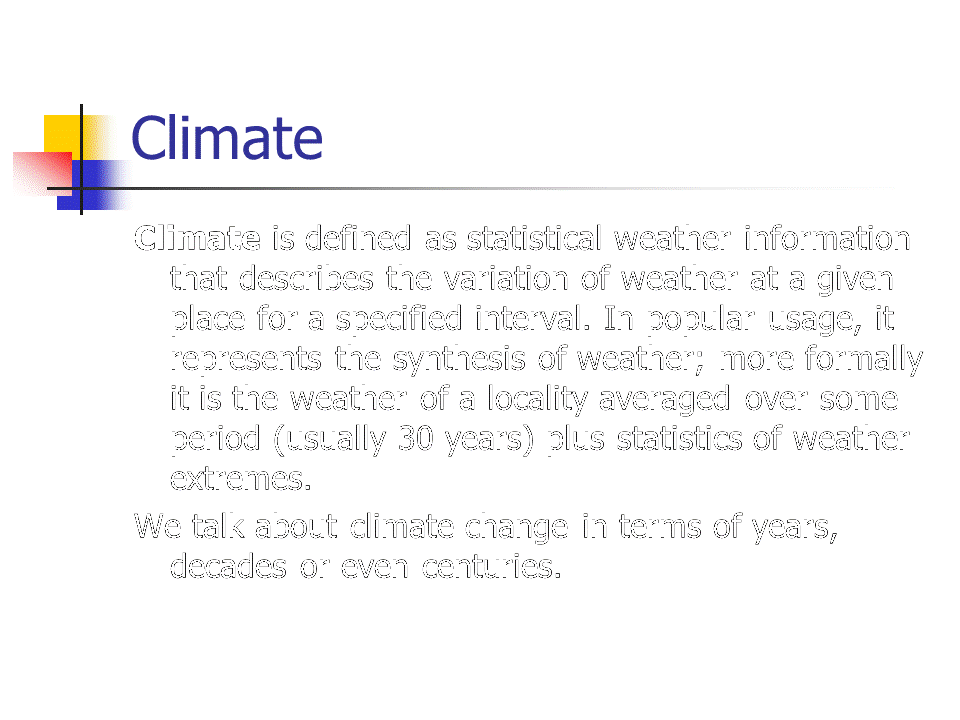 Climate
Climate is defined as statistical weather information
that describes the variation of weather at a given
place for a specified interval. In popular usage, it
represents the synthesis of weather; more formally
it is the weather of a locality averaged over some
period (usually 30 years) plus statistics of weather
extremes.
We talk about climate change in terms of years,
decades or even centuries.